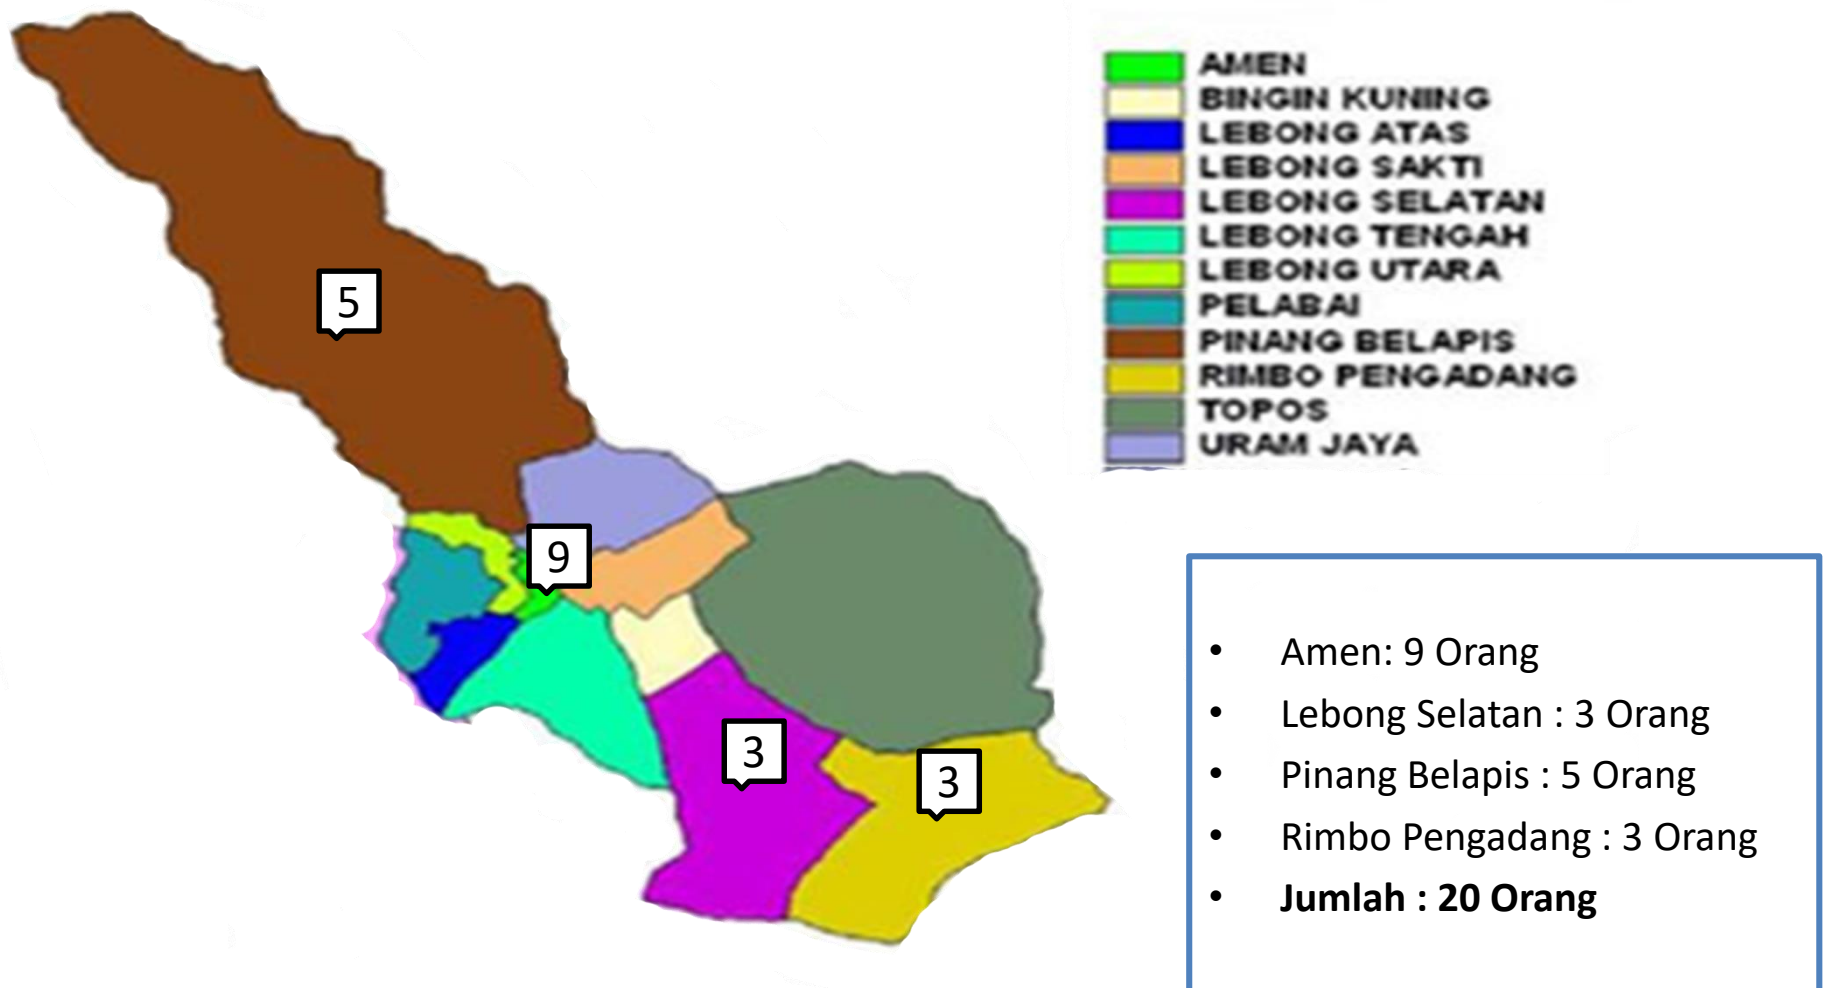 AMEN
BINGIN KUNING
LEBONG ATAS
LEBONG SAKTI
LEBONG SELATAN
LEBONG TENGAH
LEBONG UTARA
PELABAI
PINANG BELAPIS
RIMBO PENGADANG
TOPOS
URAM JAYA
5
9
3
3
• Amen: 9 Orang
• Lebong Selatan : 3 Orang
• Pinang Belapis : 5 Orang
• Rimbo Pengadang : 3 Orang
• Jumlah : 20 Orang